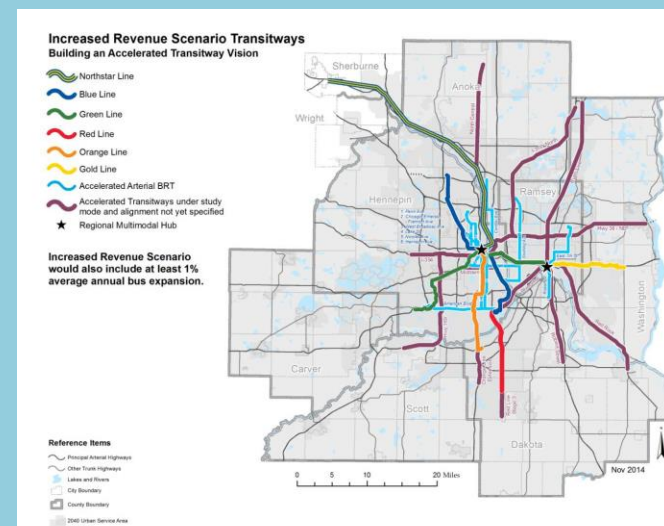 Increased Revenue Scenario Transitways
Building an Accelerated Transitway Vision
Northstar Line
Blue Line
Green Line
Red Line
Orange Line
Gold Line
Accelerated Arterial BRT
Accelerated Transitways under study
mode and alignment not yet specified
Regional Multimodal Hub
Increased Revenue Scenario
would also include at least 1%
average annual bus expansion.
Sherburne
Anoka
Wright
Hennepin
Ramsey
Washington
Carver
Scott
Dakota
Reference Items
Principal Arterial Highways
Other Trunk Highways
Lakes and Rivers
City Boundary
County Boundary
2040 Urban Service Area
0 5 10 20 Miles
Nov 2014